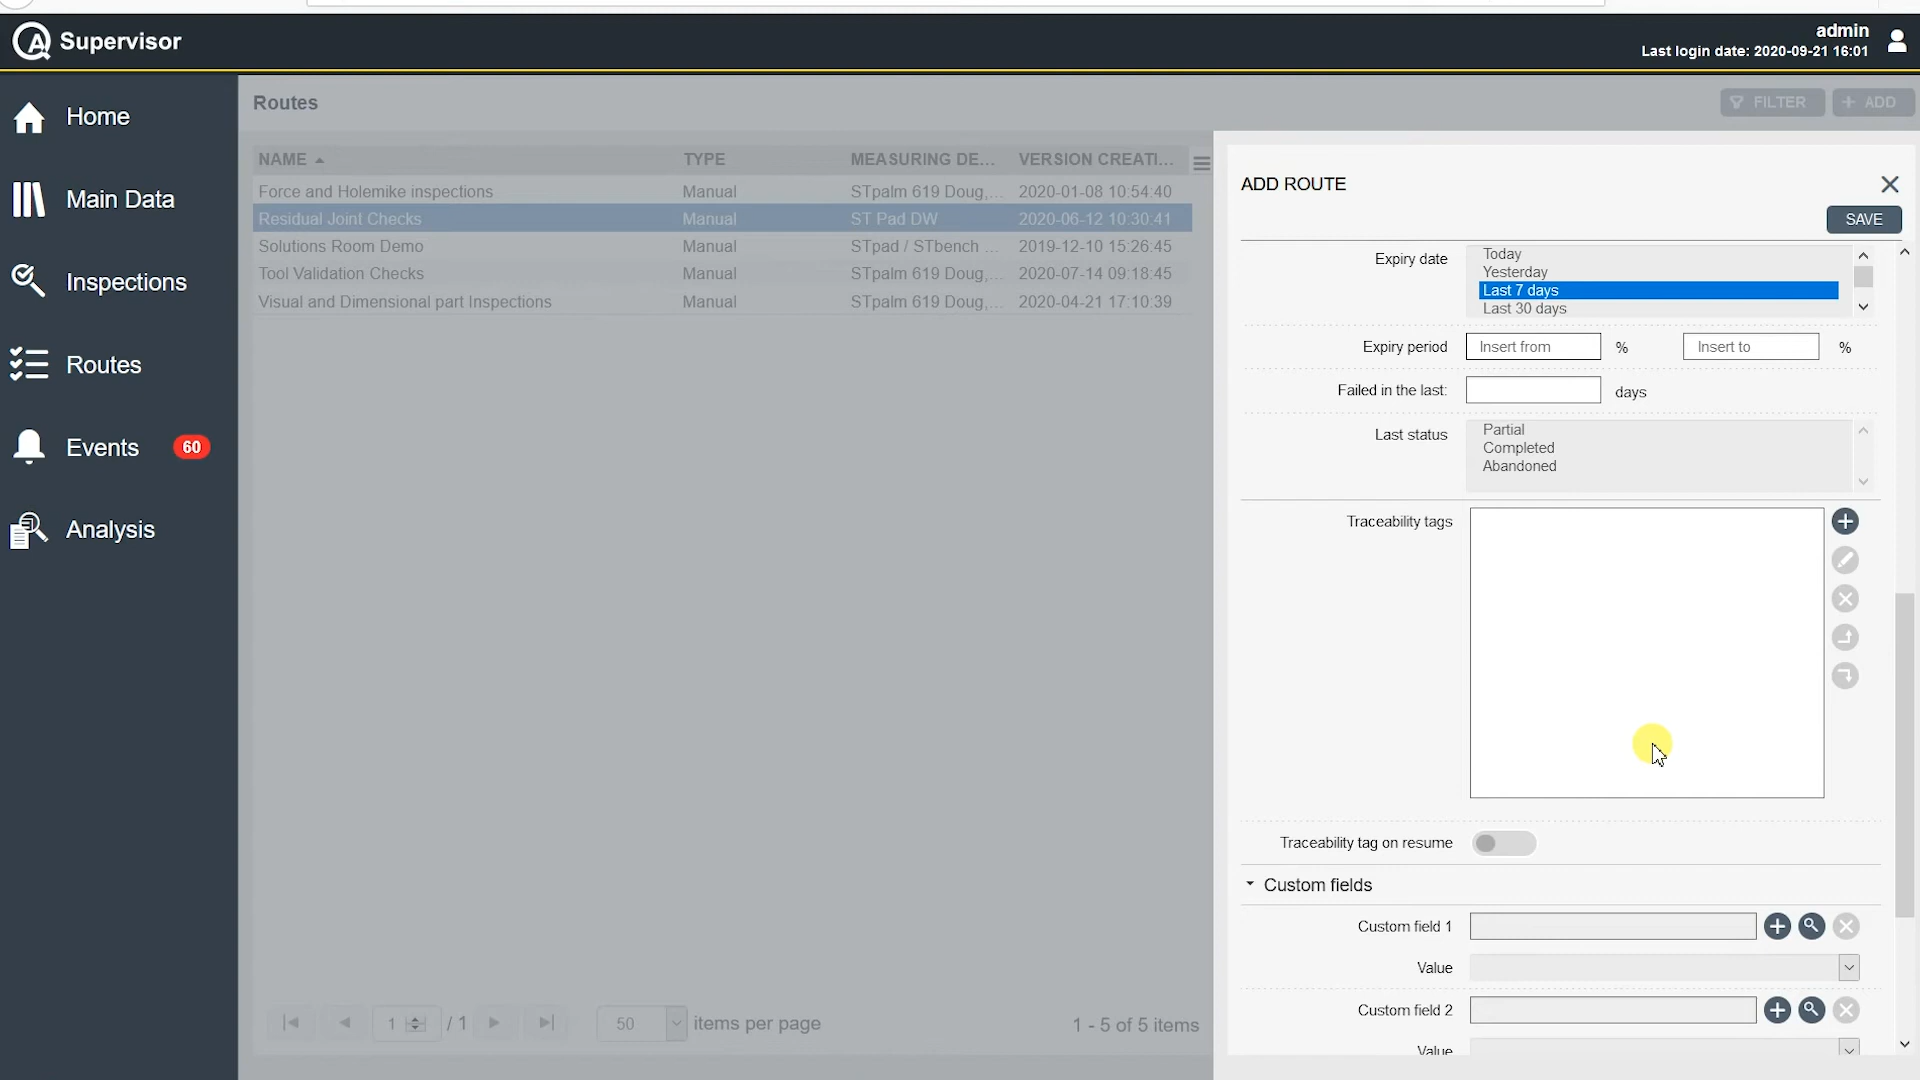 Supervisor
admin
Last login date: 2020-09-21 16:01
Home
Main Data
Inspections
Routes
Events 60
Analysis
Routes
FILTER
+ ADD
NAME TYPE MEASURING DE... VERSION CREATI...
Force and Holemike inspections Manual STpalm 619 Doug,... 2020-01-08 10:54:40
Residual Joint Checks Manual ST Pad DW 2020-06-12 10:30:41
Solutions Room Demo Manual STpad / STbench ... 2019-12-10 15:26:45
Tool Validation Checks Manual STpalm 619 Doug,... 2020-07-14 09:18:45
Visual and Dimensional part Inspections Manual STpalm 619 Doug,... 2020-04-21 17:10:39
1 / 1 50 items per page 1 - 5 of 5 items
ADD ROUTE
SAVE
Expiry date
Today
Yesterday
Last 7 days
Last 30 days
Expiry period Insert from % Insert to %
Failed in the last: days
Last status
Partial
Completed
Abandoned
Traceability tags
Traceability tag on resume
Custom fields
Custom field 1
Value
Custom field 2
Value